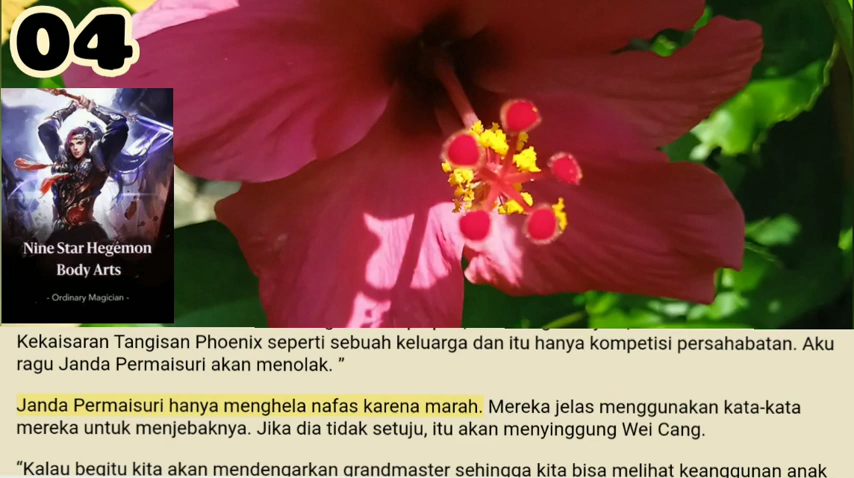 04
Nine Star Hegemon
Body Arts
- Ordinary Magician -
Kekaisaran Tangisan Phoenix seperti sebuah keluarga dan itu hanya kompetisi persahabatan. Aku
ragu Janda Permaisuri akan menolak. ”
Janda Permaisuri hanya menghela nafas karena marah. Mereka jelas menggunakan kata-kata
mereka untuk menjebaknya. Jika dia tidak setuju, itu akan menyinggung Wei Cang.
“Kalau begitu kita akan mendengarkan grandmaster sehingga kita bisa melihat keanggunan anak